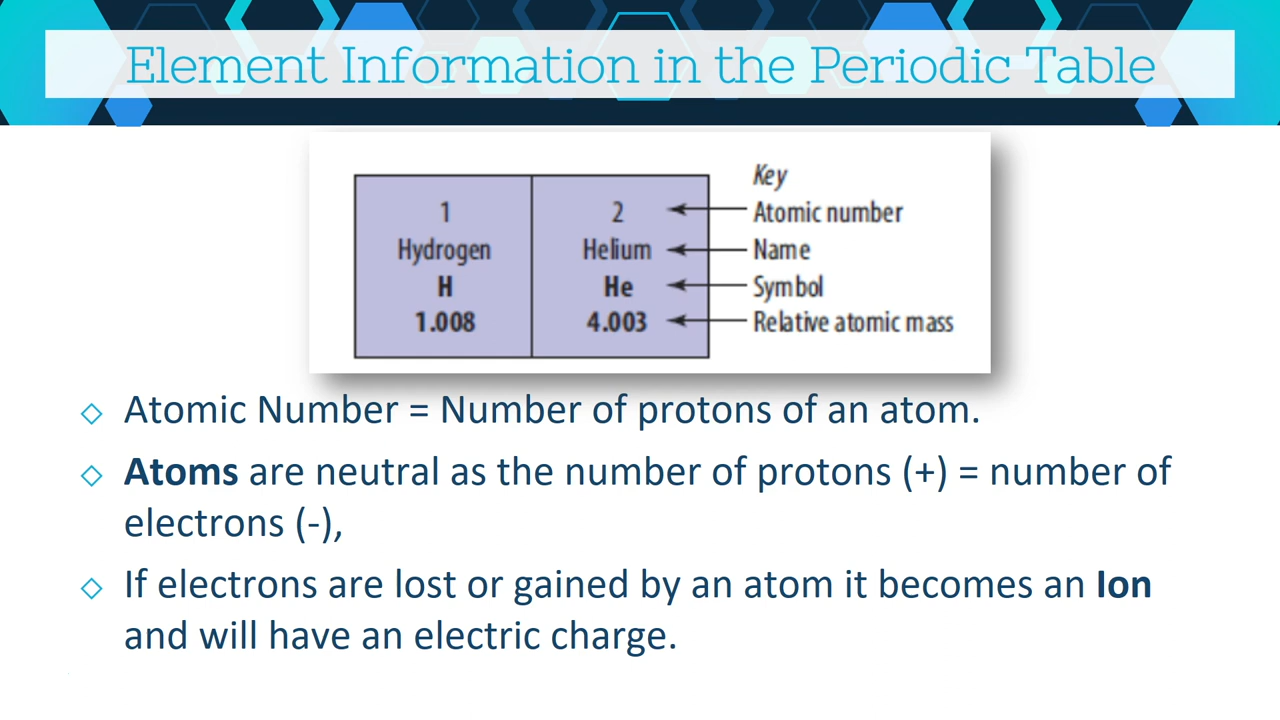 Element Information in the Periodic Table
Key
1
Hydrogen
H
1.008
2
Helium
He
4.003
Atomic number
Name
Symbol
Relative atomic mass
Atomic Number = Number of protons of an atom.
Atoms are neutral as the number of protons (+) = number of
electrons (-),
If electrons are lost or gained by an atom it becomes an Ion
and will have an electric charge.